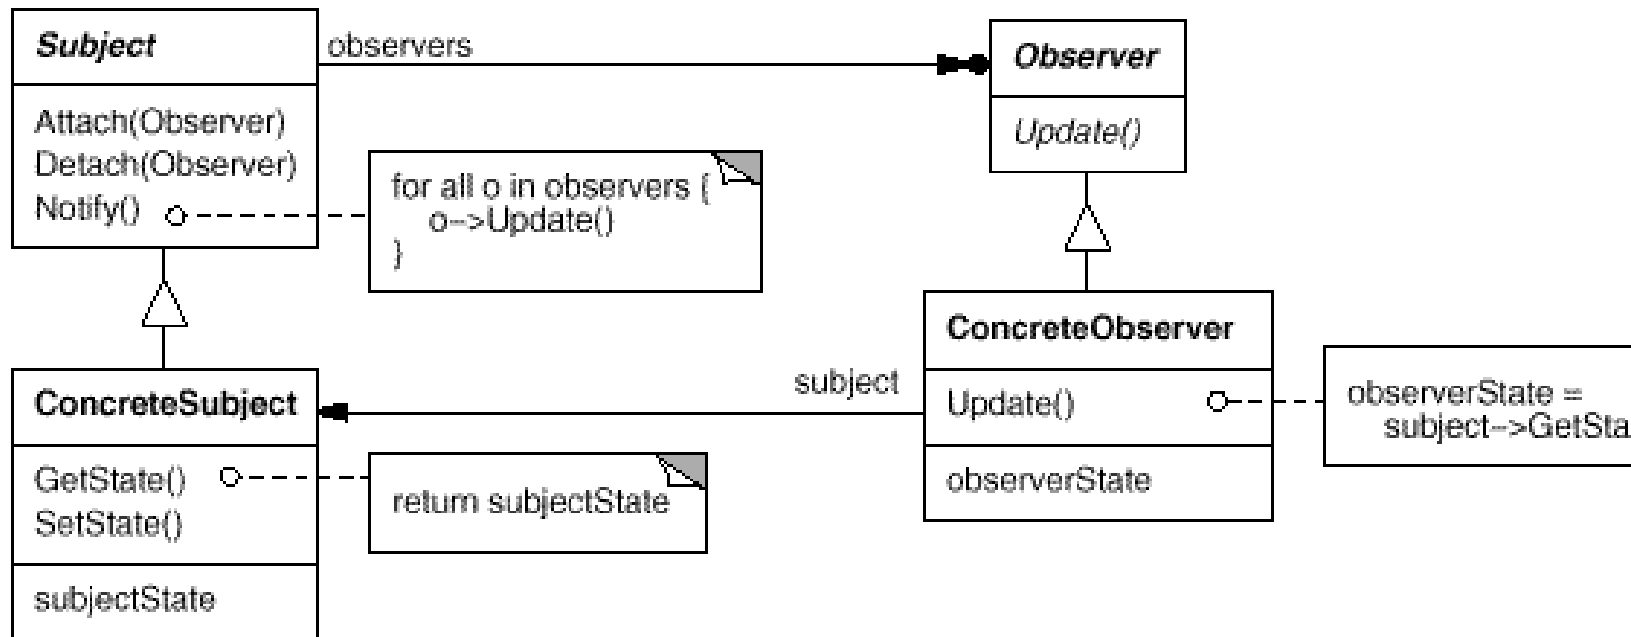 Subject
observers
Observer
Attach(Observer)
Detach(Observer)
Notify()
Update()
for all o in observers {
o->Update()
}
ConcreteObserver
Update()
observerState
observerState =
subject->GetSta
subject
ConcreteSubject
GetState()
SetState()
subjectState
return subjectState